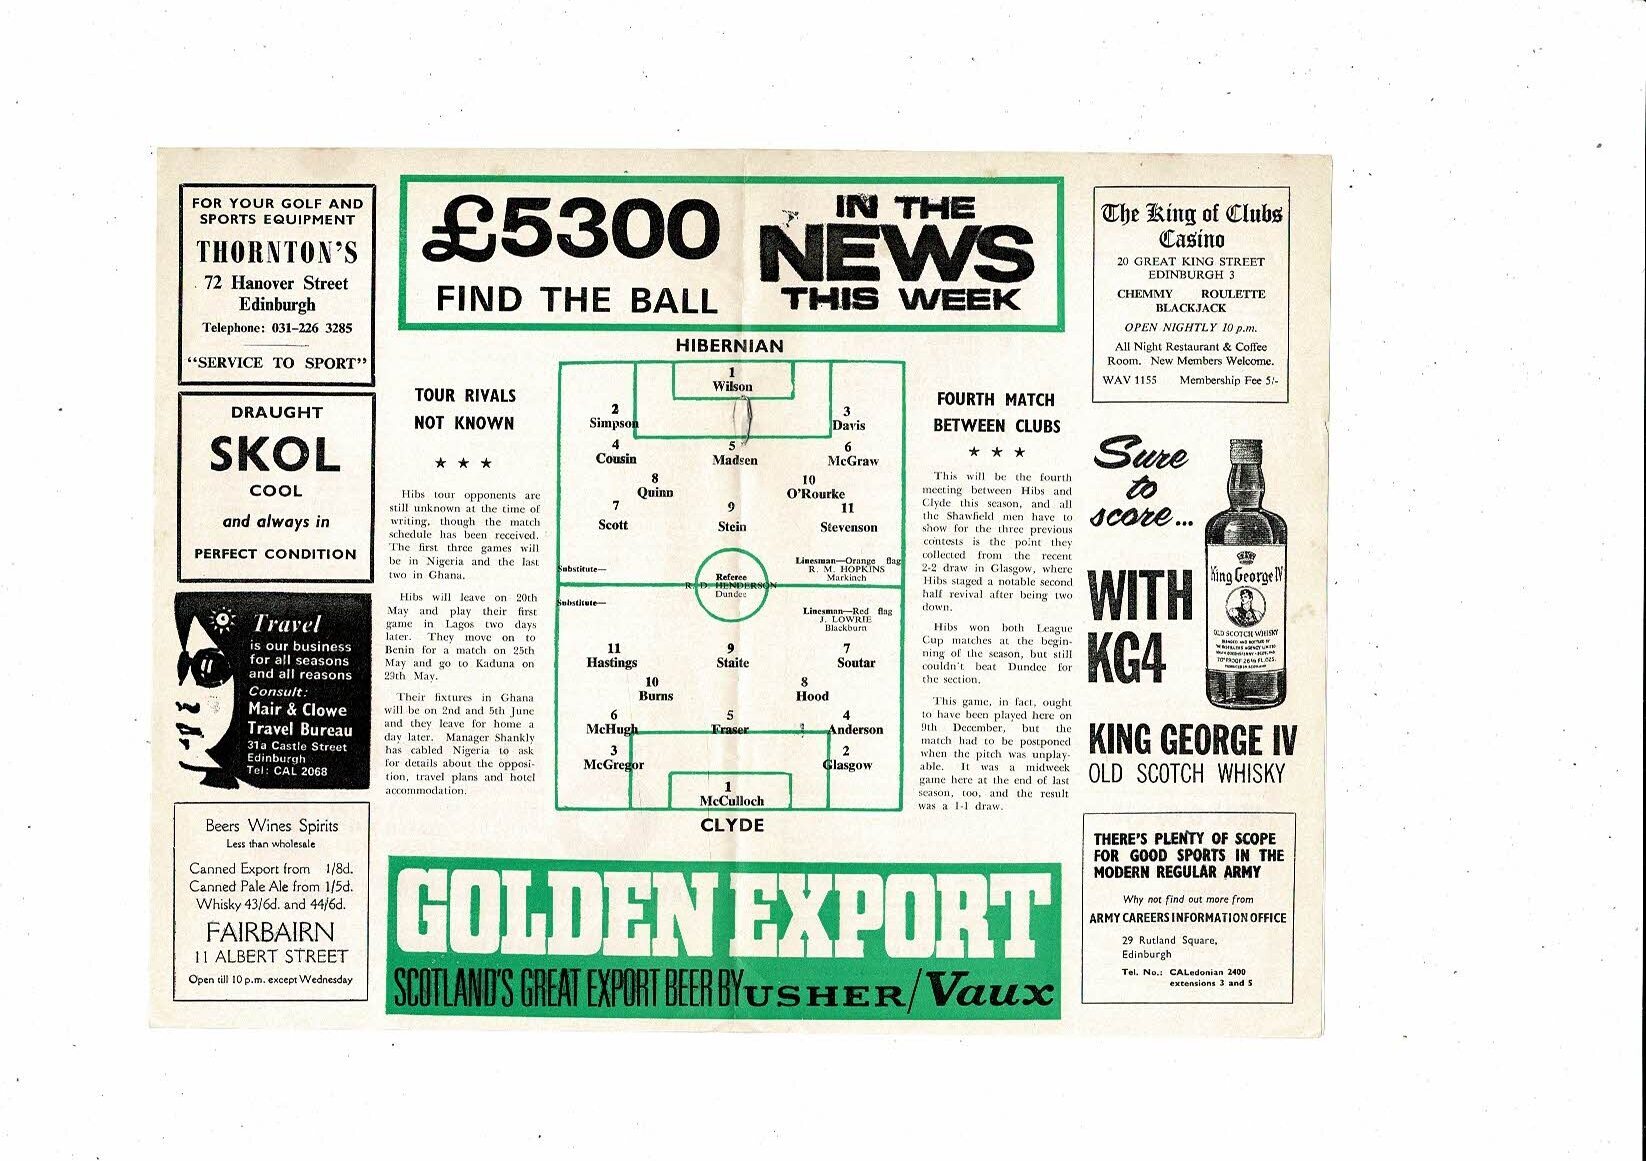 FOR YOUR GOLF AND
SPORTS EQUIPMENT
THORNTON'S
72 Hanover Street
Edinburgh
Telephone: 031-226 3285
"SERVICE TO SPORT"
DRAUGHT
SKOL
COOL
and always in
PERFECT CONDITION
Travel
is our business
for all seasons
and all reasons
Consult:
Mair & Clowe
Travel Bureau
31a Castle Street
Edinburgh
Tel: CAL 2068
Beers Wines Spirits
Less than wholesale
Canned Export from 1/8d.
Canned Pale Ale from 1/5d.
Whisky 43/6d. and 44/6d.
FAIRBAIRN
11 ALBERT STREET
Open till 10 p.m. except Wednesday
£5300
FIND THE BALL
IN THE
NEWS
THIS WEEK
TOUR RIVALS
NOT KNOWN
★ ★ ★
Hibs tour opponents are
still unknown at the time of
writing, though the match
schedule has been received.
The first three games will
be in Nigeria and the last
two in Ghana.
Hibs will leave on 20th
May and play their first
game in Lagos two days
later. They move on to
Benin for a match on 25th
May and go to Kaduna on
29th May.
Their fixtures in Ghana
will be on 2nd and 5th June
and they leave for home a
day later. Manager Shankly
has cabled Nigeria to ask
for details about the opposi-
tion, travel plans and hotel
accommodation.
HIBERNIAN
1
Wilson
2 3
Simpson Davis
4 5 6
Cousin Madsen McGraw
8 10
Quinn O'Rourke
7 9 11
Scott Stein Stevenson
Linesman—Orange flag
R. M. HOPKINS
Markinch
Substitute—
Referee
R. D. HENDERSON
Dundee
Substitute—
Linesman—Red flag
J. LOWRIE
Blackburn
11 9 7
Hastings Staite Soutar
10 8
Burns Hood
6 5 4
McHugh Fraser Anderson
3 2
McGregor Glasgow
1
McCulloch
CLYDE
FOURTH MATCH
BETWEEN CLUBS
★ ★ ★
This will be the fourth
meeting between Hibs and
Clyde this season, and all
the Shawfield men have to
show for the three previous
contests is the point they
collected from the recent
2-2 draw in Glasgow, where
Hibs staged a notable second
half revival after being two
down.
Hibs won both League
Cup matches at the begin-
ning of the season, but still
couldn't beat Dundee for
the section.
This game, in fact, ought
to have been played here on
9th December, but the
match had to be postponed
when the pitch was unplay-
able. It was a midweek
game here at the end of last
season, too, and the result
was a 1-1 draw.
GOLDEN EXPORT
SCOTLAND'S GREAT EXPORT BEER BY USHER/Vaux
The King of Clubs
Casino
20 GREAT KING STREET
EDINBURGH 3
CHEMMY ROULETTE
BLACKJACK
OPEN NIGHTLY 10 p.m.
All Night Restaurant & Coffee
Room. New Members Welcome.
WAV 1155 Membership Fee 5/-
Sure
to
score...
WITH
KG4
King George IV
OLD SCOTCH WHISKY
KING GEORGE IV
OLD SCOTCH WHISKY
THERE'S PLENTY OF SCOPE
FOR GOOD SPORTS IN THE
MODERN REGULAR ARMY
Why not find out more from
ARMY CAREERS INFORMATION OFFICE
29 Rutland Square,
Edinburgh
Tel. No.: CALedonian 2400
extensions 3 and 5